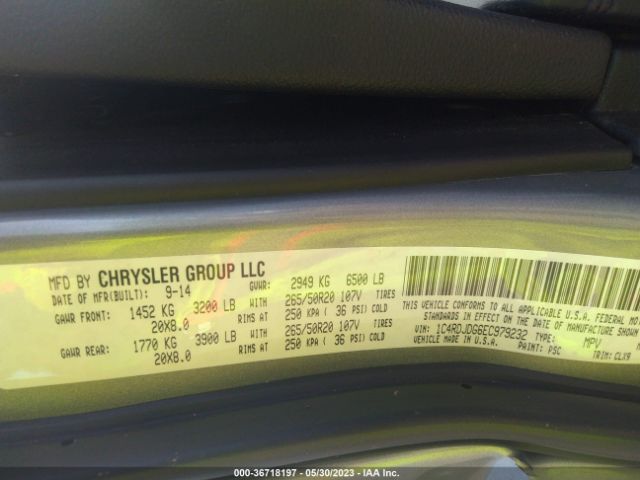 MFD BY CHRYSLER GROUP LLC
DATE OF MFR(BUILT): 9-14 GVWR: 2949 KG 6500 LB
GAWR FRONT: 1452 KG 3200 LB WITH 265/50R20 107V TIRES
20X8.0 RIMS AT 250 KPA ( 36 PSI) COLD
GAWR REAR: 1770 KG 3900 LB WITH 265/50R20 107V TIRES
20X8.0 RIMS AT 250 KPA ( 36 PSI) COLD
THIS VEHICLE CONFORMS TO ALL APPLICABLE U.S.A. FEDERAL
IN EFFECT ON THE DATE OF MANUFACTURE SHOWN
VIN: 1C4RDJDG6EC979232 TYPE: MPV
VEHICLE MADE IN U.S.A. PAINT: PSC TRIM: CLX9
000-36718197 - 05/30/2023 - IAA Inc.